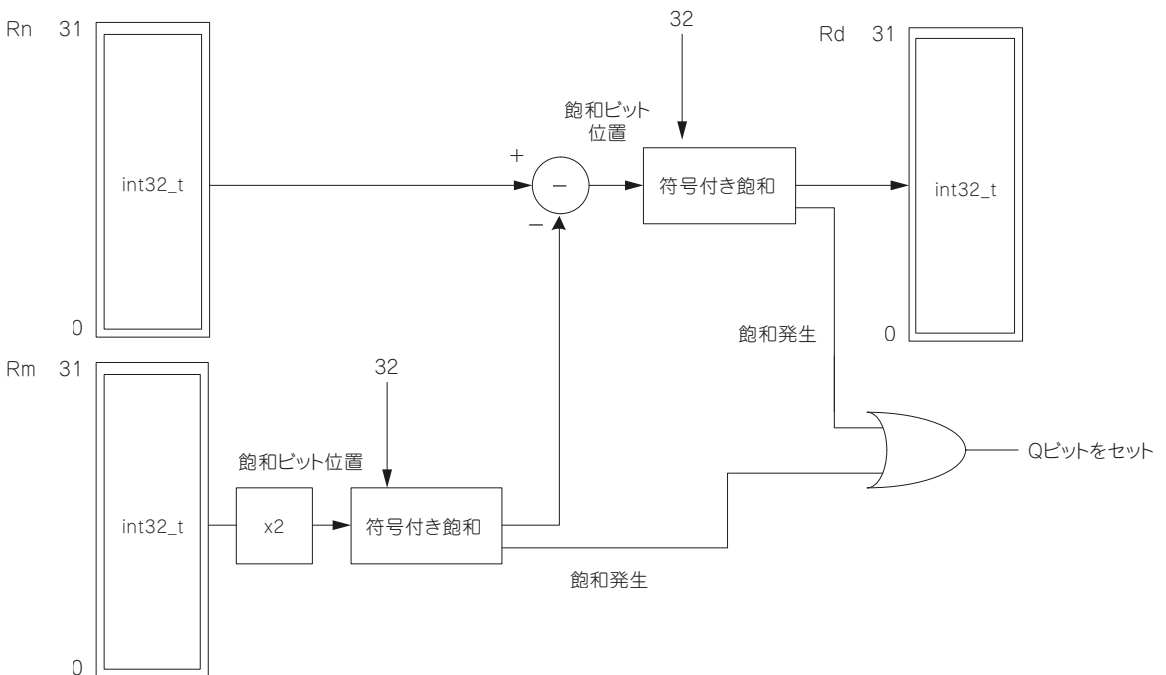 Rn 31
int32_t
0
32
飽和ビット
位置
+
−
−
符号付き飽和
Rd 31
int32_t
0
飽和発生
Rm 31
int32_t
0
32
飽和ビット位置
x2
符号付き飽和
飽和発生
Qビットをセット